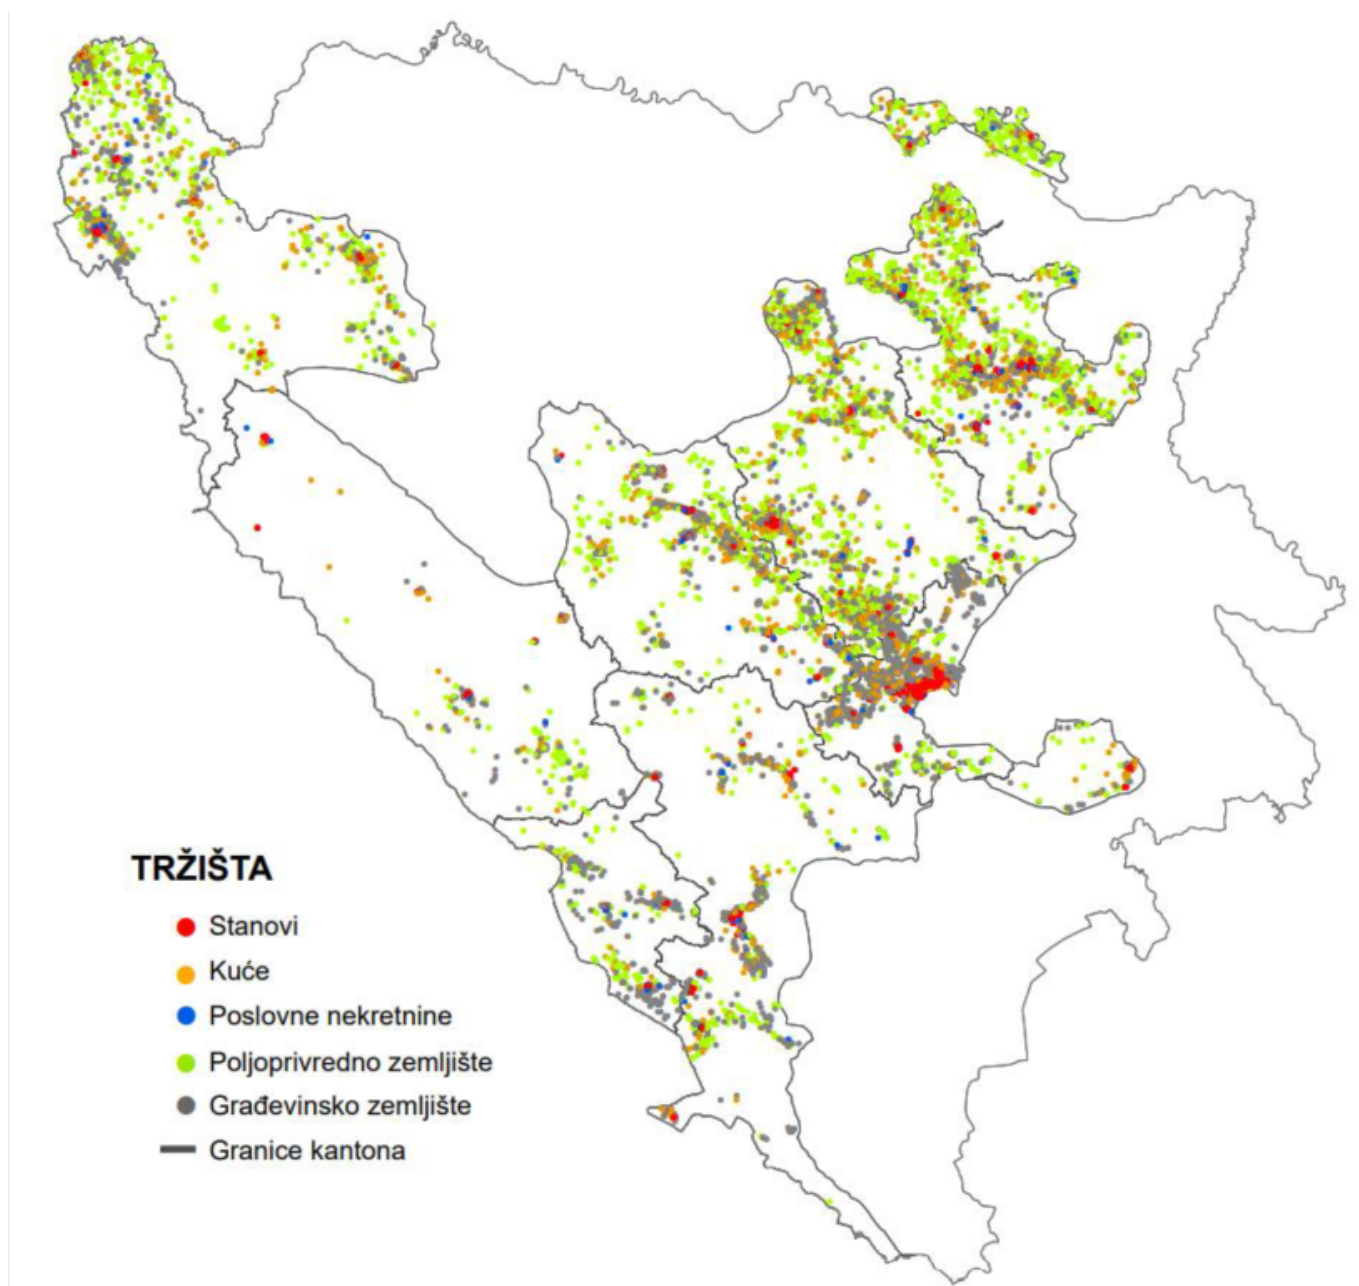 TRŽIŠTA
Stanovi
Kuće
Poslovne nekretnine
Poljoprivredno zemljište
Građevinsko zemljište
Granice kantona